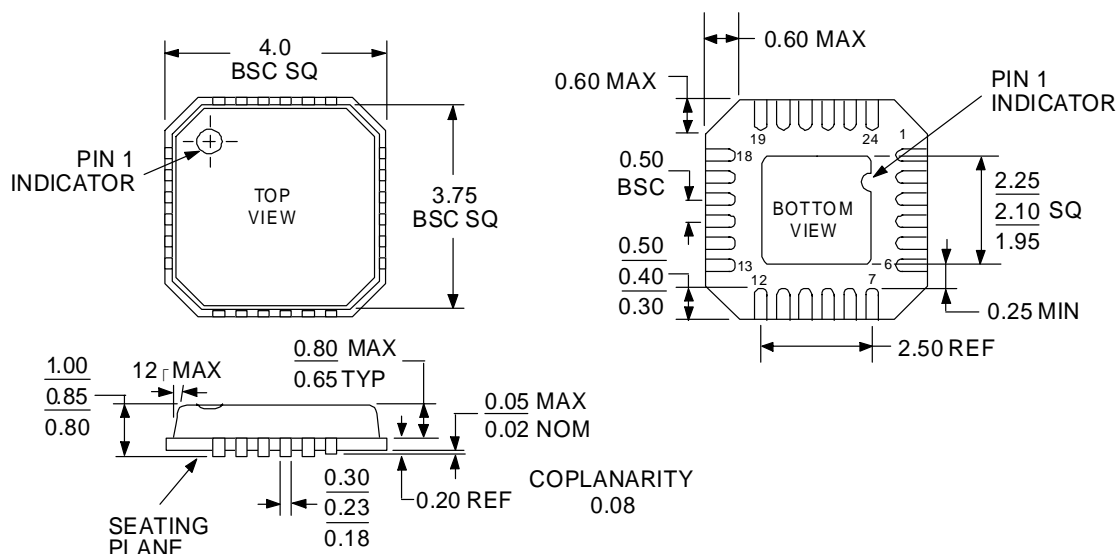 4.0
BSC SQ
PIN 1
INDICATOR
TOP
VIEW
3.75
BSC SQ
0.60 MAX
0.60 MAX
PIN 1
INDICATOR
19
24
1
18
0.50
BSC
BOTTOM
VIEW
2.25
2.10 SQ
1.95
0.50
0.40
0.30
13
12
7
6
0.25 MIN
2.50 REF
1.00
0.85
0.80
12┌ MAX
0.80 MAX
0.65 TYP
0.05 MAX
0.02 NOM
0.30
0.23
0.18
0.20 REF
COPLANARITY
0.08
SEATING
PLANE